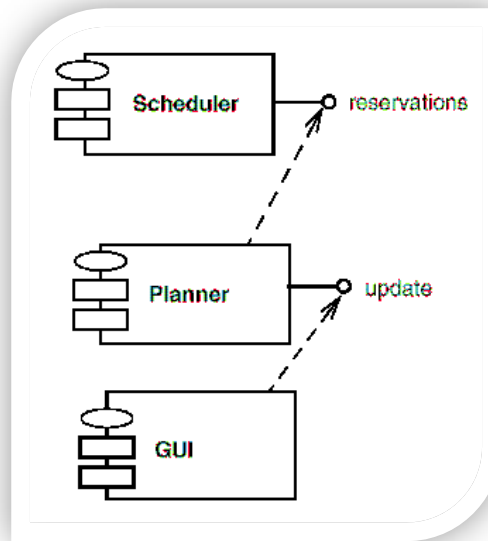 Scheduler
reservations
Planner
update
GUI